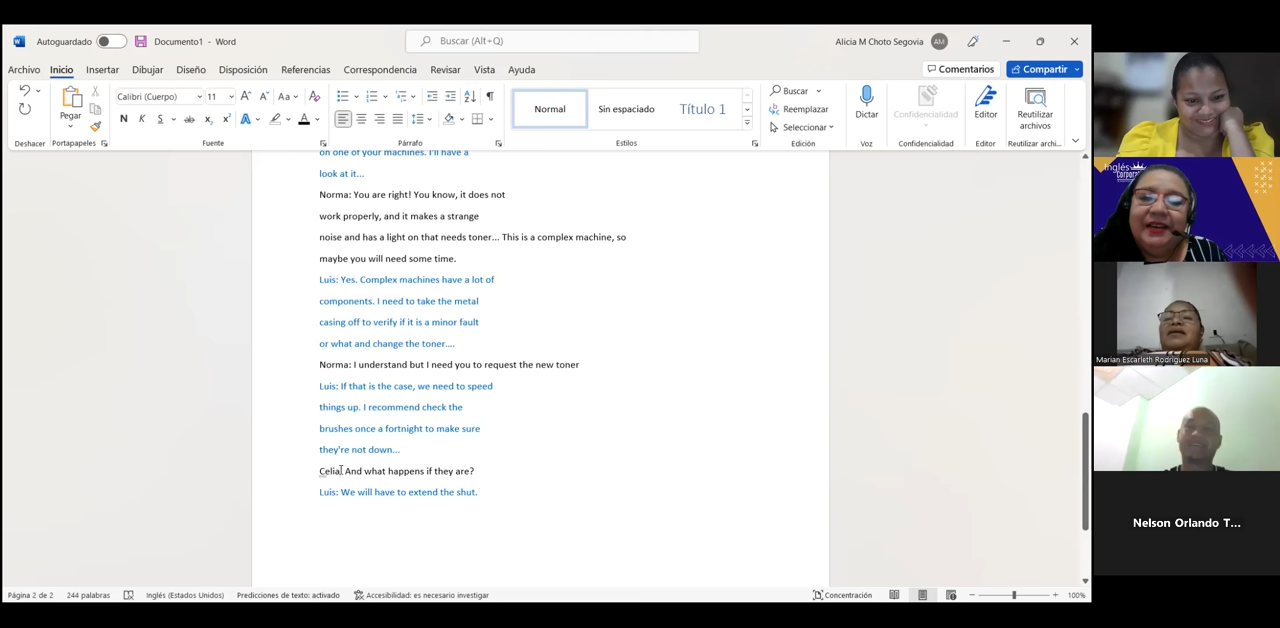 Autoguardado
Documento1 - Word
Buscar (Alt+Q)
Alicia M Choto Segovia
AM
Archivo Inicio Insertar Dibujar Diseño Disposición Referencias Correspondencia Revisar Vista Ayuda
Comentarios
Compartir
Pegar
Calibri (Cuerpo)
11
Normal
Sin espaciado
Título 1
Buscar
Reemplazar
Seleccionar
Dictar
Confidencialidad
Editor
Reutilizar archivos
Deshacer
Portapapeles
Fuente
Párrafo
Estilos
Edición
Voz
Confidencialidad
Editor
Reutilizar archi...
on one of your machines. I'll have a
look at it...
Norma: You are right! You know, it does not
work properly, and it makes a strange
noise and has a light on that needs toner... This is a complex machine, so
maybe you will need some time.
Luis: Yes. Complex machines have a lot of
components. I need to take the metal
casing off to verify if it is a minor fault
or what and change the toner....
Norma: I understand but I need you to request the new toner
Luis: If that is the case, we need to speed
things up. I recommend check the
brushes once a fortnight to make sure
they're not down...
Celia: And what happens if they are?
Luis: We will have to extend the shut.
Página 2 de 2
244 palabras
Inglés (Estados Unidos)
Predicciones de texto: activado
Accesibilidad: es necesario investigar
Concentración
100%
Inglés
Corporativo
Marian Escarleth Rodriguez Luna
Nelson Orlando T...